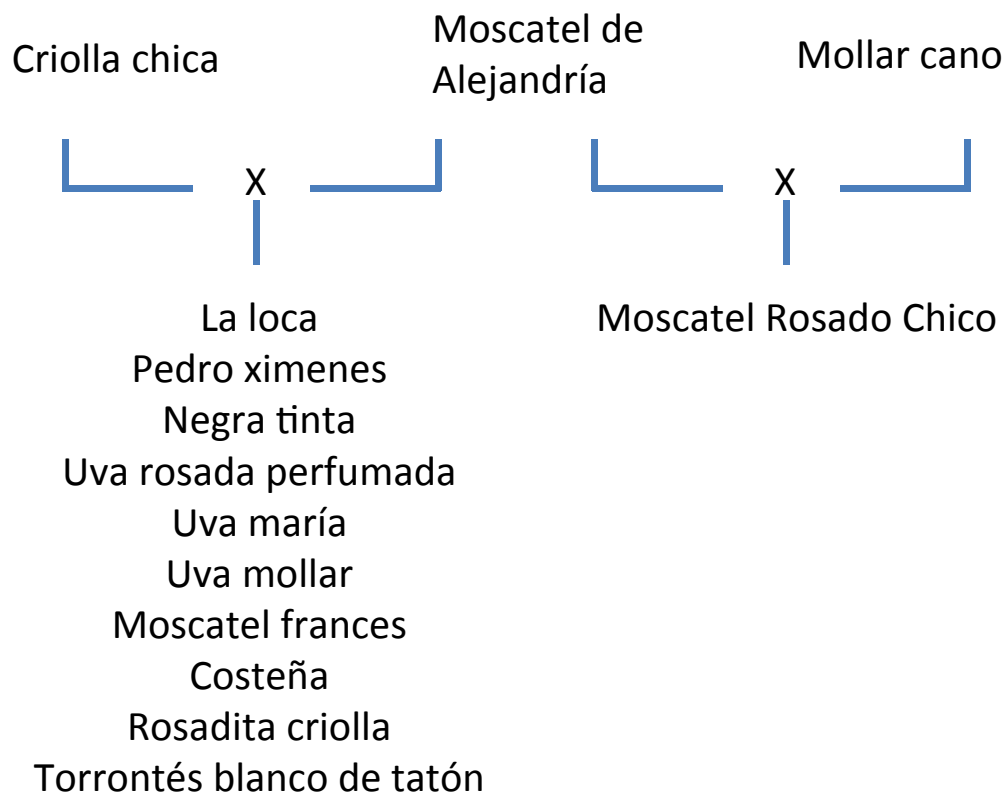 Criolla chica
Moscatel de
Alejandría
Mollar cano
X
X
La loca
Pedro ximenes
Negra tinta
Uva rosada perfumada
Uva maría
Uva mollar
Moscatel frances
Costeña
Rosadita criolla
Torrontés blanco de tatón
Moscatel Rosado Chico